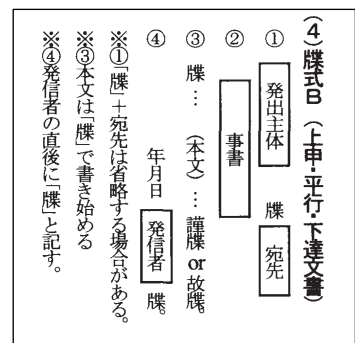 (4)牒式B（上申・平行・下達文書）
① 発出主体 牒 宛先
② 事書
③ 牒…（本文）…謹牒 or 故牒。
④ 年月日 発信者 牒。
※①「牒」＋宛先は省略する場合がある。
※③本文は「牒」で書き始める
※④発信者の直後に「牒」と記す。